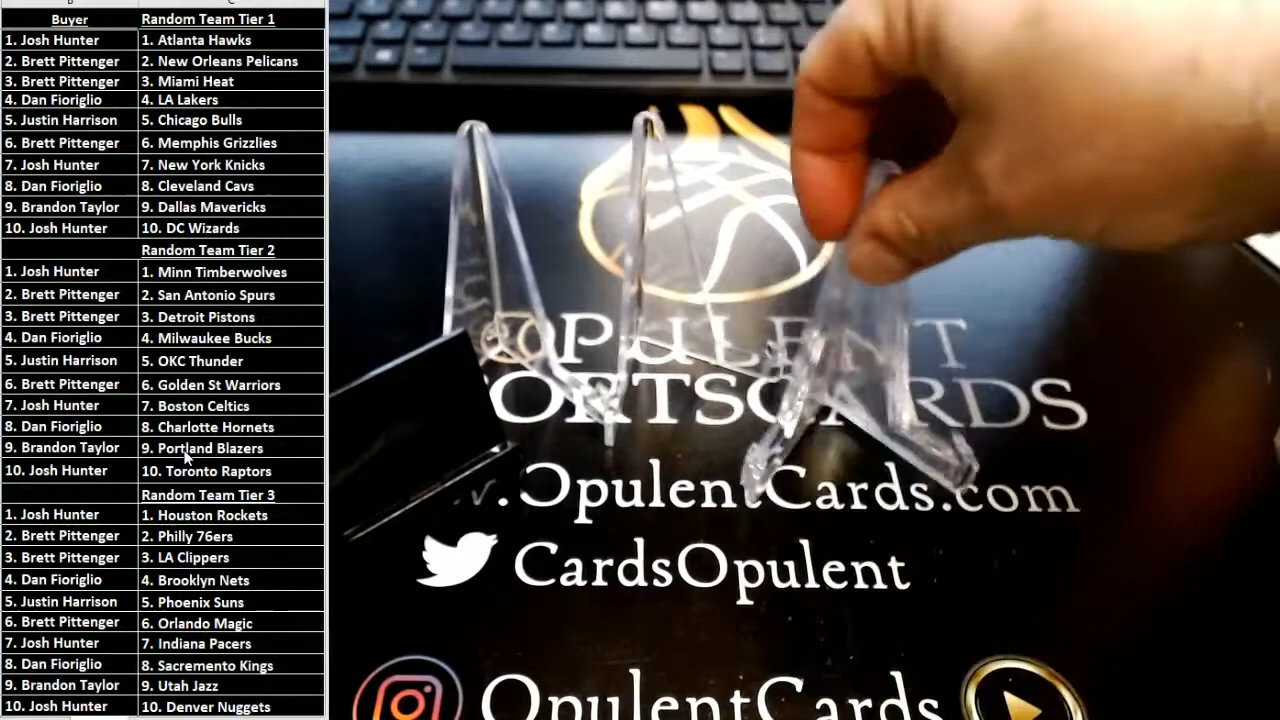 Buyer Random Team Tier 1
1. Josh Hunter 1. Atlanta Hawks
2. Brett Pittenger 2. New Orleans Pelicans
3. Brett Pittenger 3. Miami Heat
4. Dan Fioriglio 4. LA Lakers
5. Justin Harrison 5. Chicago Bulls
6. Brett Pittenger 6. Memphis Grizzlies
7. Josh Hunter 7. New York Knicks
8. Dan Fioriglio 8. Cleveland Cavs
9. Brandon Taylor 9. Dallas Mavericks
10. Josh Hunter 10. DC Wizards
Random Team Tier 2
1. Josh Hunter 1. Minn Timberwolves
2. Brett Pittenger 2. San Antonio Spurs
3. Brett Pittenger 3. Detroit Pistons
4. Dan Fioriglio 4. Milwaukee Bucks
5. Justin Harrison 5. OKC Thunder
6. Brett Pittenger 6. Golden St Warriors
7. Josh Hunter 7. Boston Celtics
8. Dan Fioriglio 8. Charlotte Hornets
9. Brandon Taylor 9. Portland Blazers
10. Josh Hunter 10. Toronto Raptors
Random Team Tier 3
1. Josh Hunter 1. Houston Rockets
2. Brett Pittenger 2. Philly 76ers
3. Brett Pittenger 3. LA Clippers
4. Dan Fioriglio 4. Brooklyn Nets
5. Justin Harrison 5. Phoenix Suns
6. Brett Pittenger 6. Orlando Magic
7. Josh Hunter 7. Indiana Pacers
8. Dan Fioriglio 8. Sacremento Kings
9. Brandon Taylor 9. Utah Jazz
10. Josh Hunter 10. Denver Nuggets
OPULENT
ORTSCARDS
.OpulentCards.com
CardsOpulent
OpulentCards